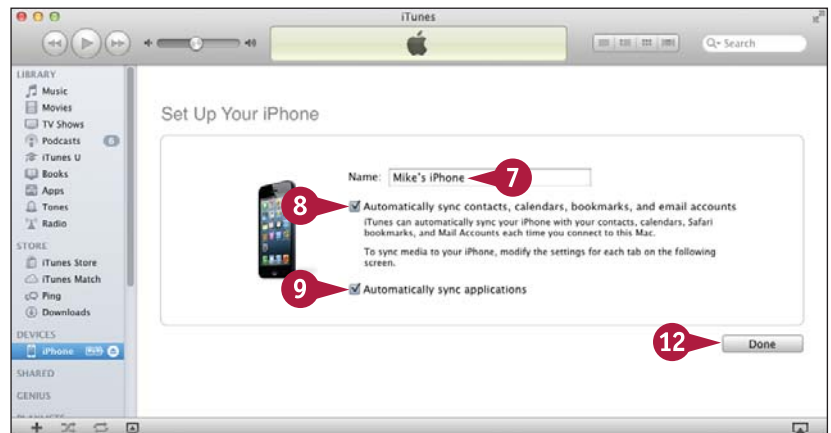 iTunes
Search
LIBRARY
Music
Movies
TV Shows
Podcasts
iTunes U
Books
Apps
Tones
Radio
STORE
iTunes Store
iTunes Match
Ping
Downloads
DEVICES
iPhone
SHARED
GENIUS
Set Up Your iPhone
Name: Mike's iPhone
7
8
Automatically sync contacts, calendars, bookmarks, and email accounts
iTunes can automatically sync your iPhone with your contacts, calendars, Safari
bookmarks, and Mail Accounts each time you connect to this Mac.
To sync media to your iPhone, modify the settings for each tab on the following
screen.
9
Automatically sync applications
12
Done